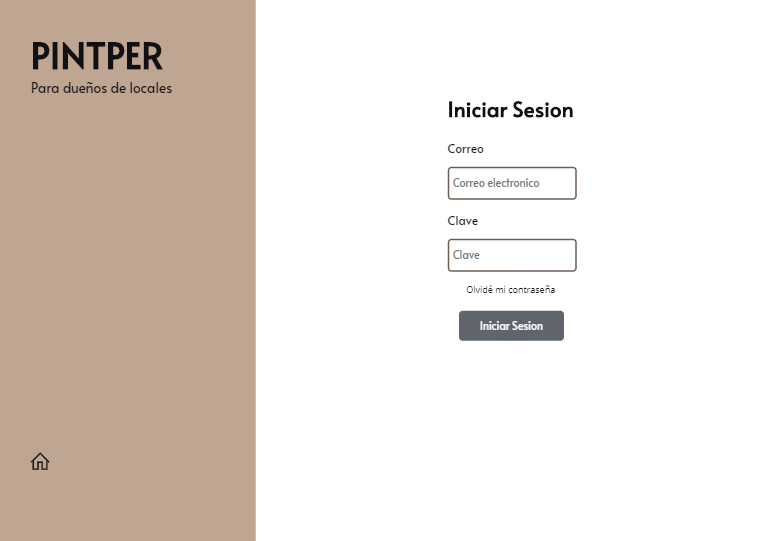 PINTPER
Para dueños de locales
Iniciar Sesion
Correo
Correo electronico
Clave
Clave
Olvidé mi contraseña
Iniciar Sesion